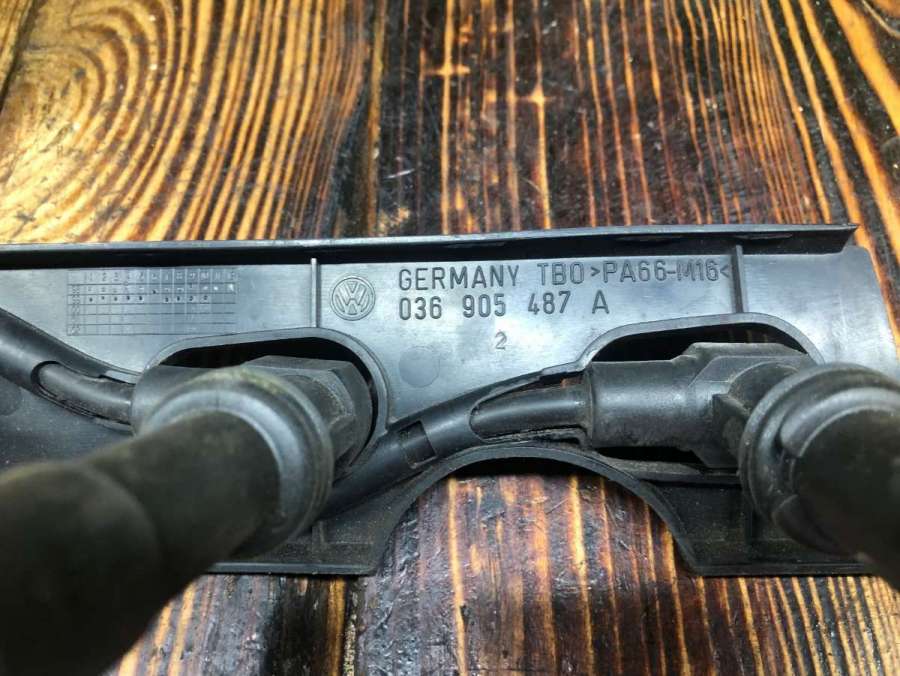 GERMANY TBO >PA66-M16<
036 905 487 A
2